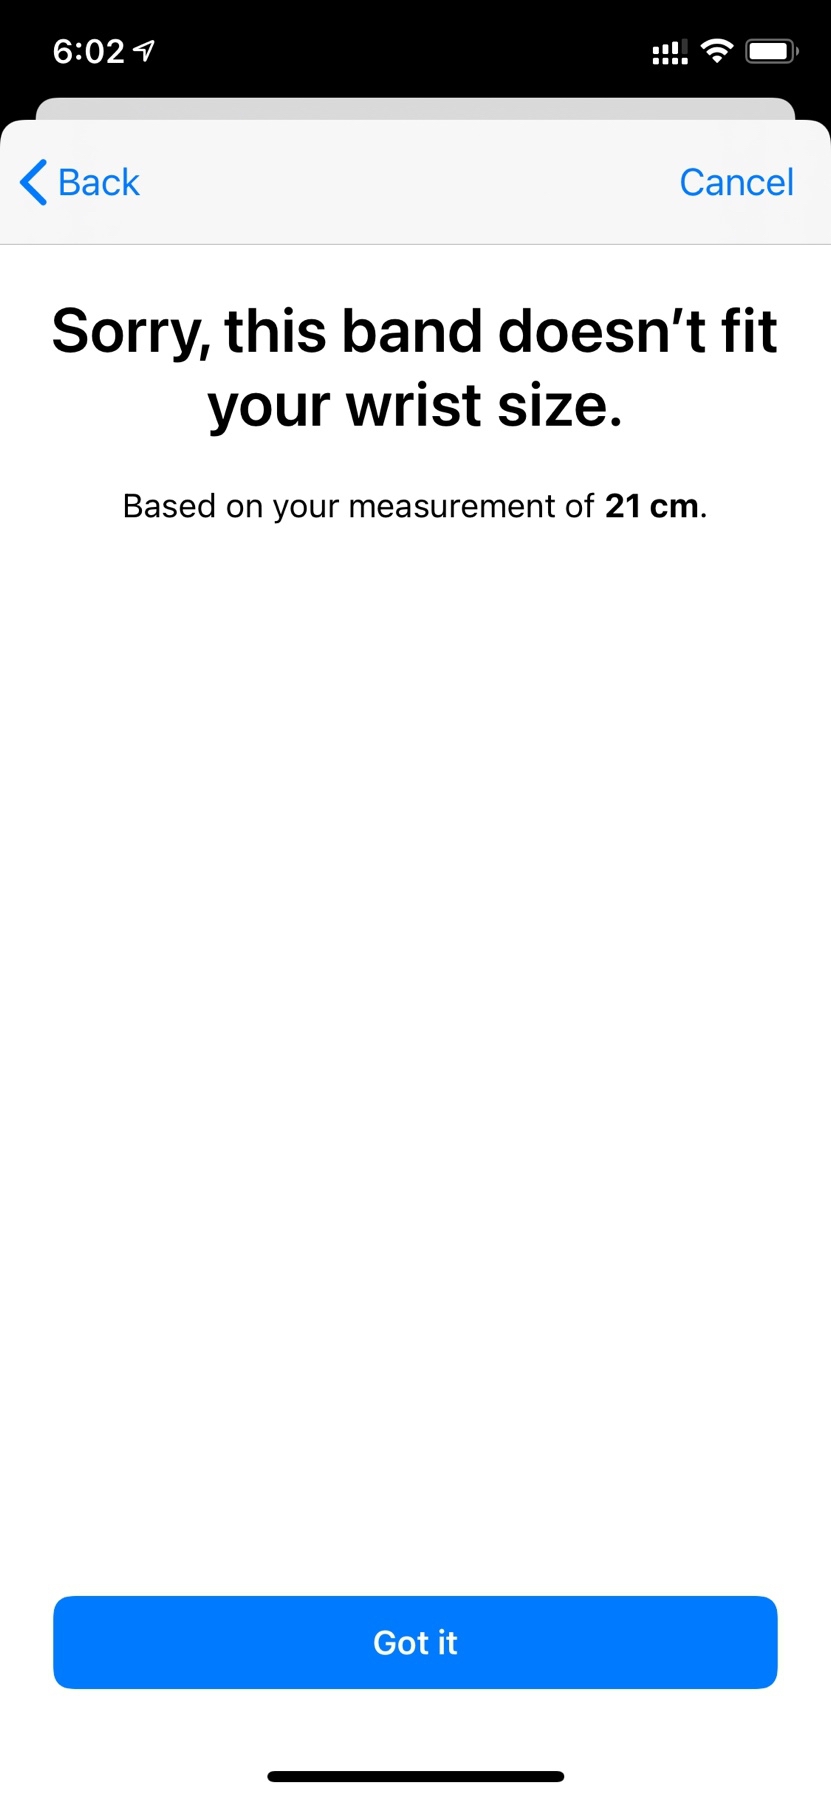 6:02
Back
Cancel
Sorry, this band doesn’t fit
your wrist size.
Based on your measurement of 21 cm.
Got it